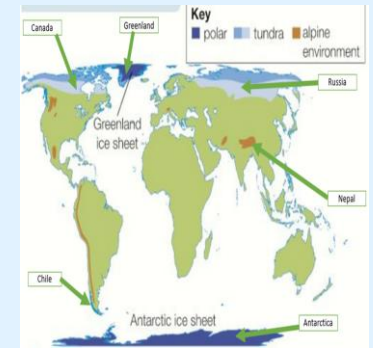 Key
polar tundra alpine
environment
Canada
Greenland
Russia
Greenland
ice sheet
Nepal
Chile
Antarctic ice sheet
Antarctica